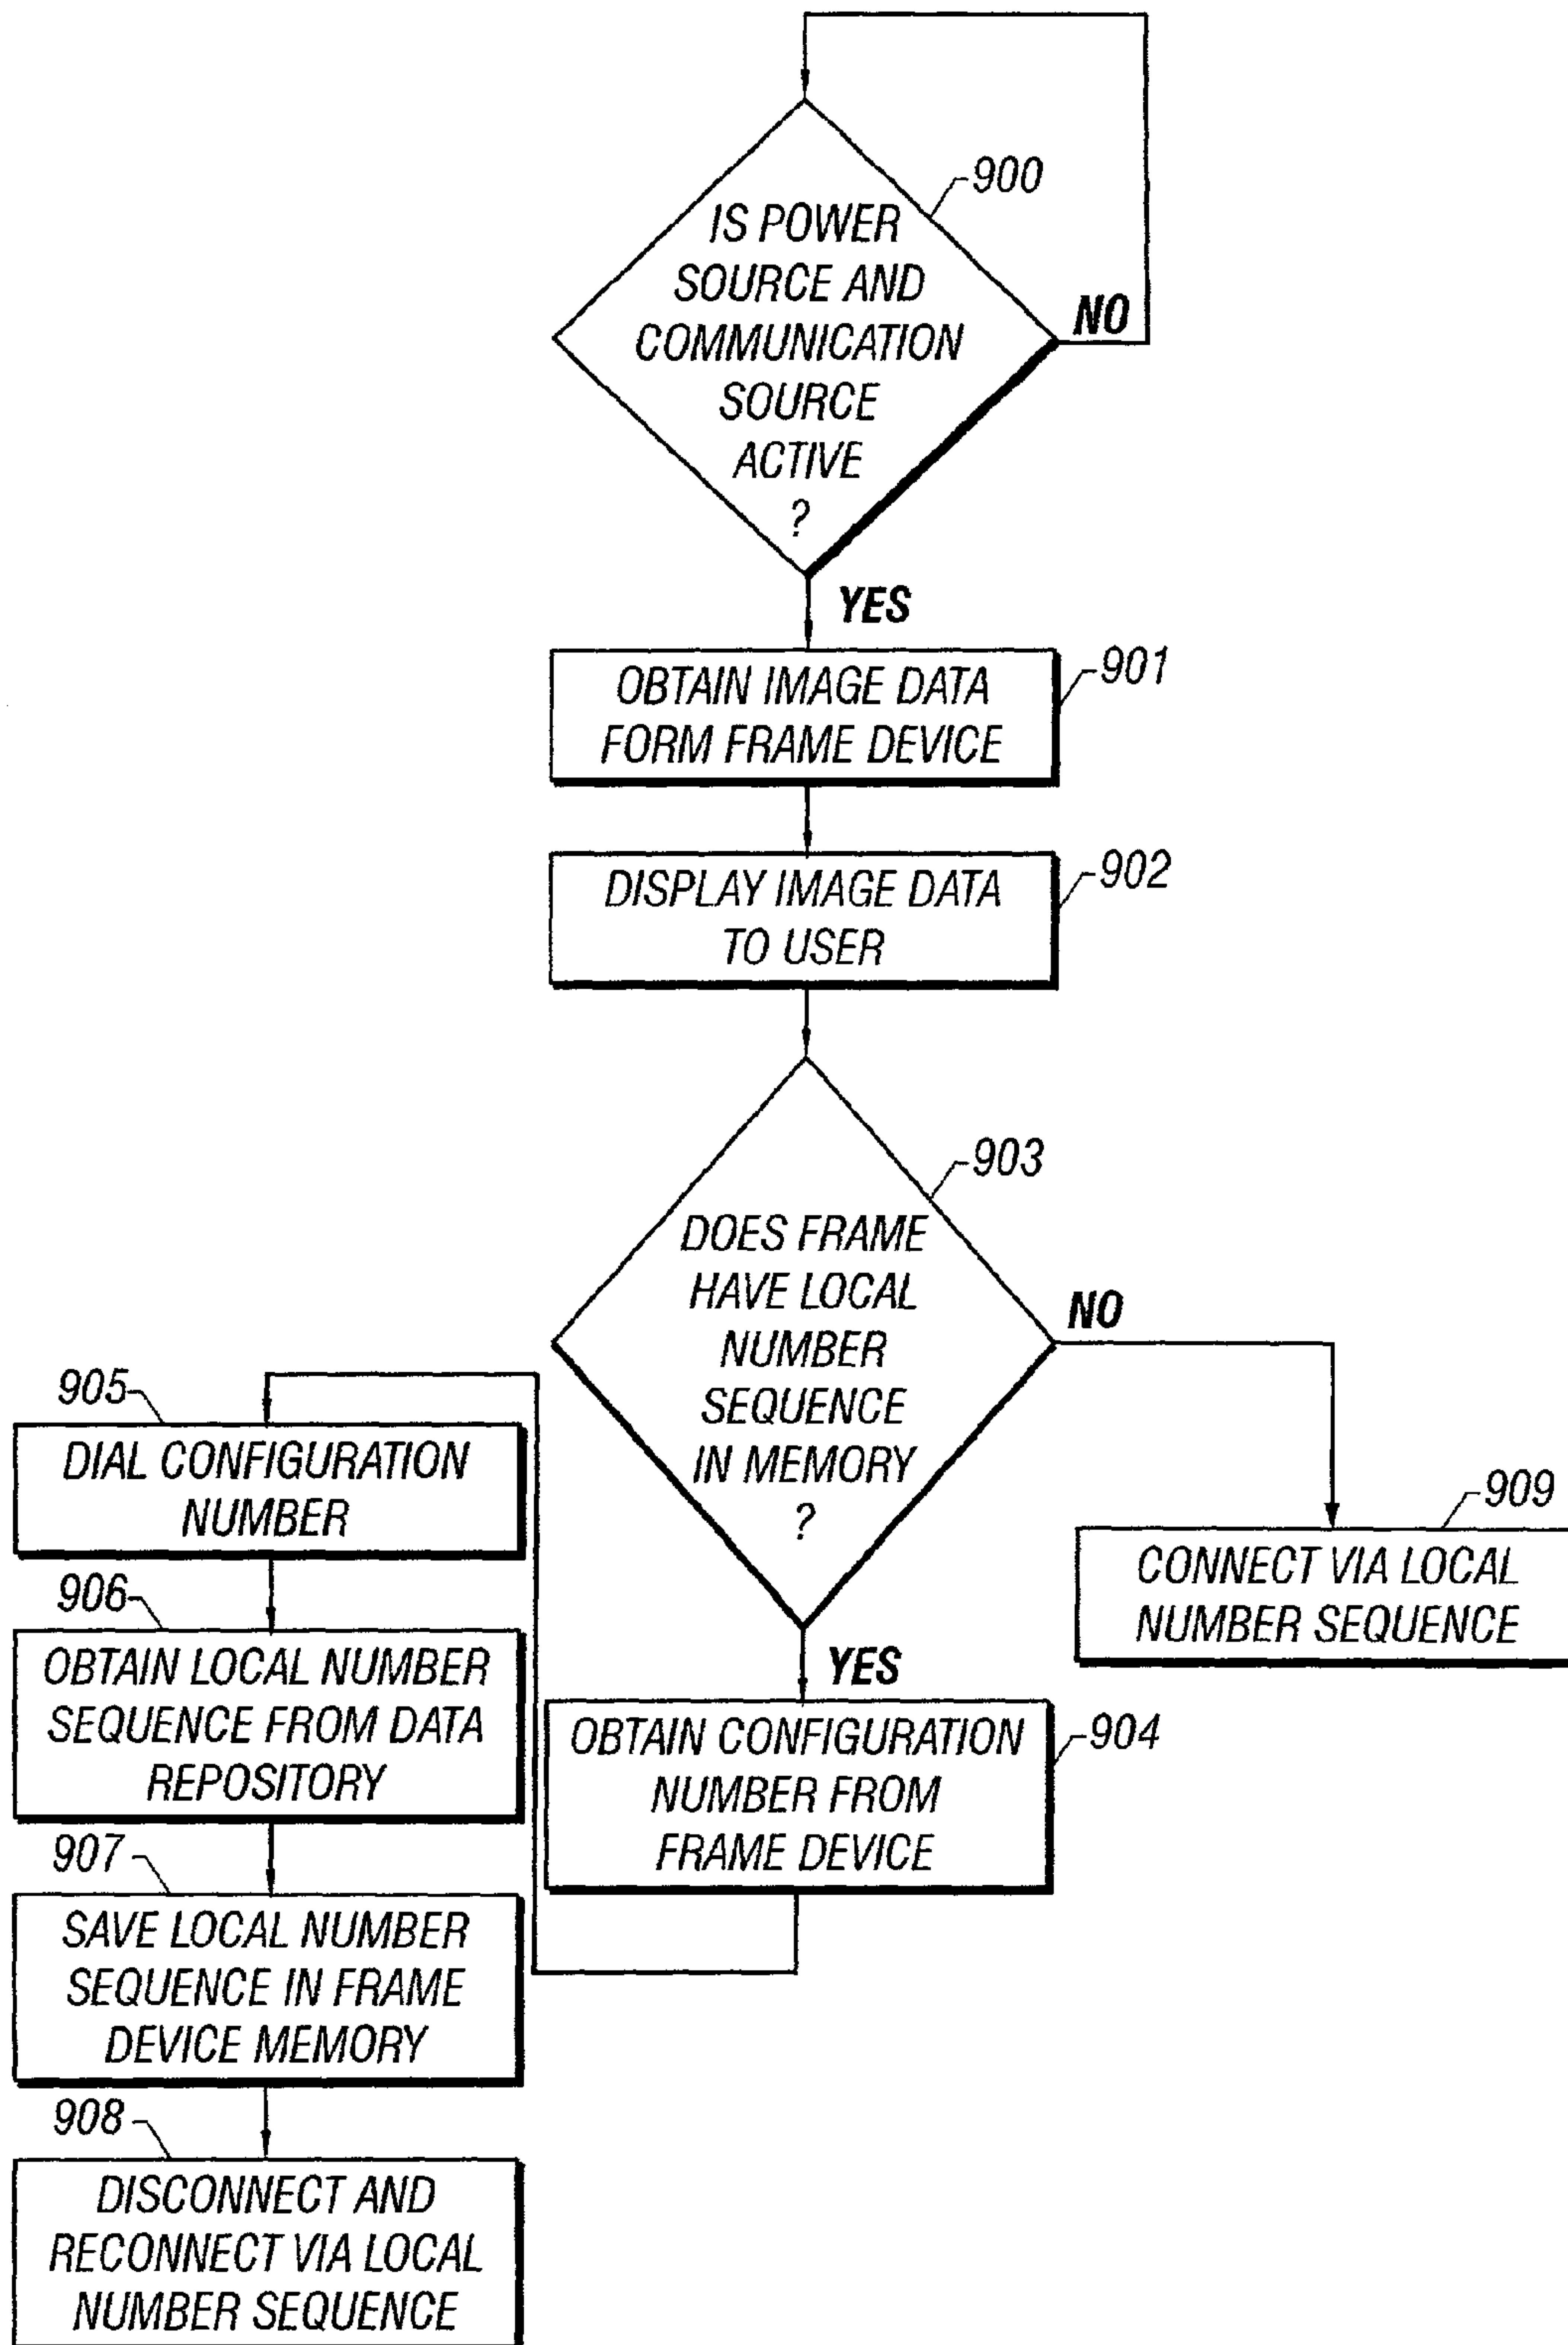 900
IS POWER
SOURCE AND
COMMUNICATION
SOURCE
ACTIVE
?
NO
YES
901
OBTAIN IMAGE DATA
FORM FRAME DEVICE
902
DISPLAY IMAGE DATA
TO USER
903
DOES FRAME
HAVE LOCAL
NUMBER
SEQUENCE
IN MEMORY
?
NO
YES
909
CONNECT VIA LOCAL
NUMBER SEQUENCE
904
OBTAIN CONFIGURATION
NUMBER FROM
FRAME DEVICE
905
DIAL CONFIGURATION
NUMBER
906
OBTAIN LOCAL NUMBER
SEQUENCE FROM DATA
REPOSITORY
907
SAVE LOCAL NUMBER
SEQUENCE IN FRAME
DEVICE MEMORY
908
DISCONNECT AND
RECONNECT VIA LOCAL
NUMBER SEQUENCE